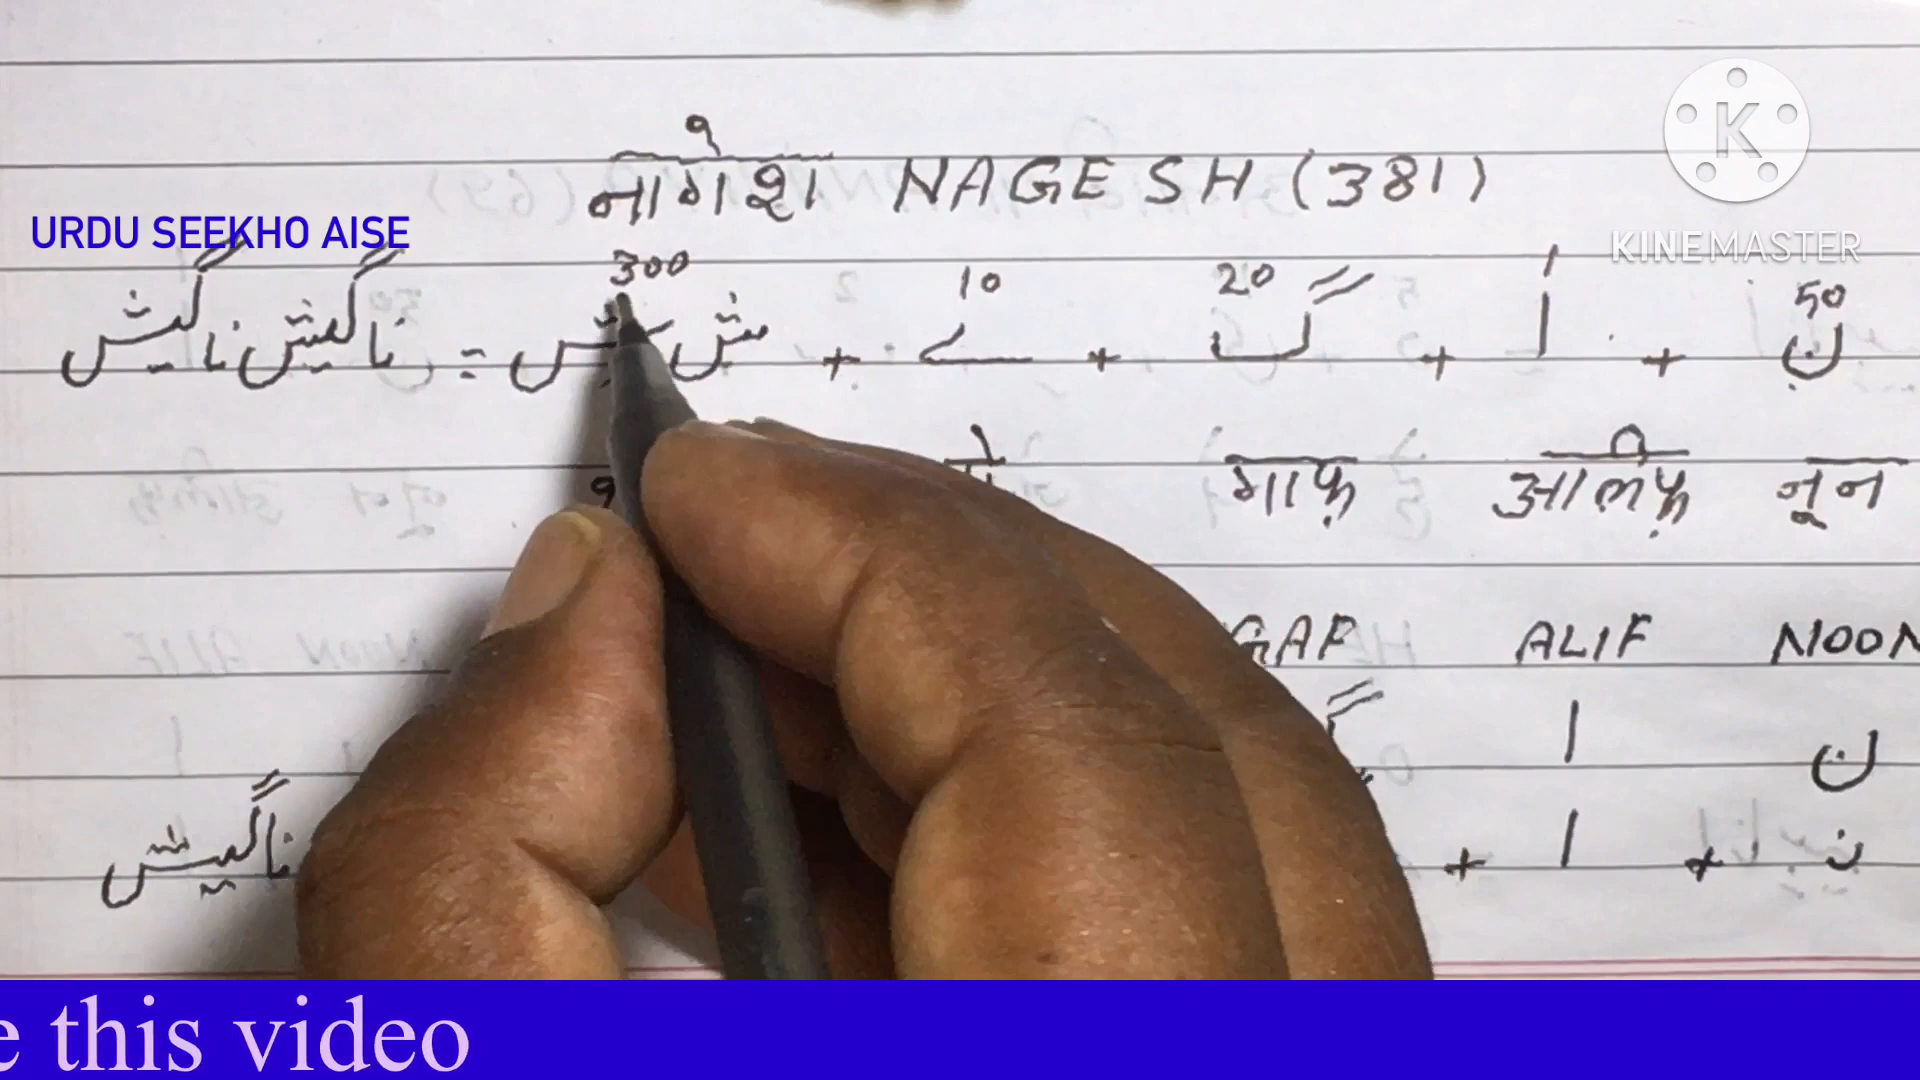 नागेश NAGESH (381)
URDU SEEKHO AISE
KINEMASTER
300 10 20 1 50
ن + ا + گ + ے + ش = ناگیش ناگیش
गाफ़ अलिफ़ नून
GAF ALIF NOON
ا ن
ن + ا + ناگیش
e this video